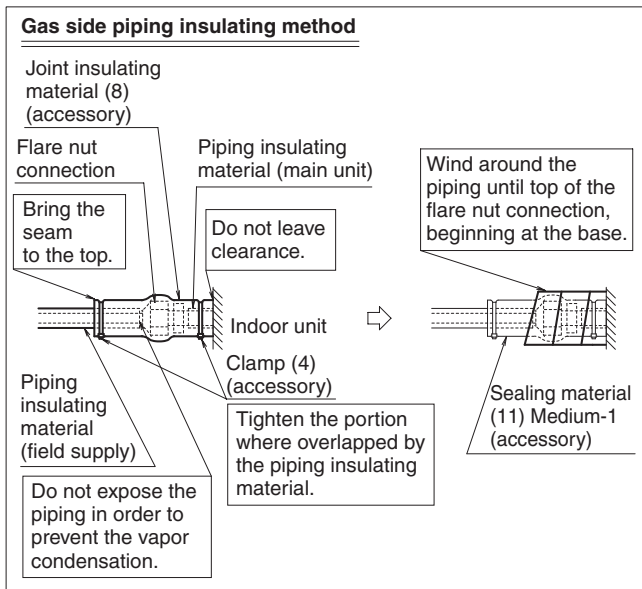 Gas side piping insulating method
Joint insulating
material (8)
(accessory)
Flare nut
connection
Piping insulating
material (main unit)
Bring the
seam
to the top.
Do not leave
clearance.
Wind around the
piping until top of the
flare nut connection,
beginning at the base.
Indoor unit
Clamp (4)
(accessory)
Piping
insulating
material
(field supply)
Tighten the portion
where overlapped by
the piping insulating
material.
Sealing material
(11) Medium-1
(accessory)
Do not expose the
piping in order to
prevent the vapor
condensation.